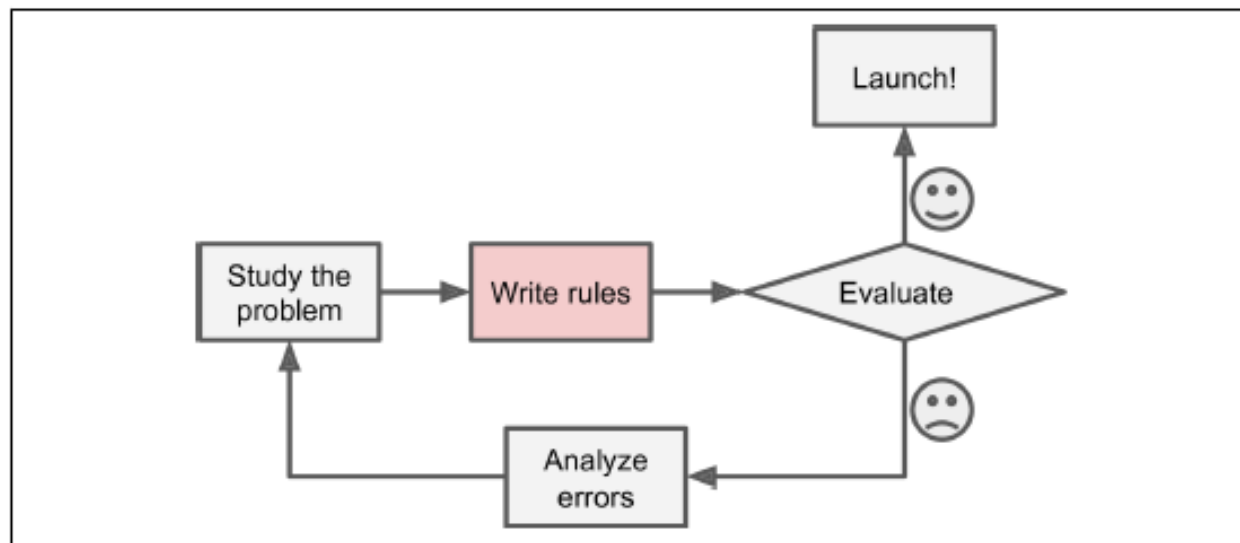 Launch!
Study the
problem
Write rules
Evaluate
Analyze
errors